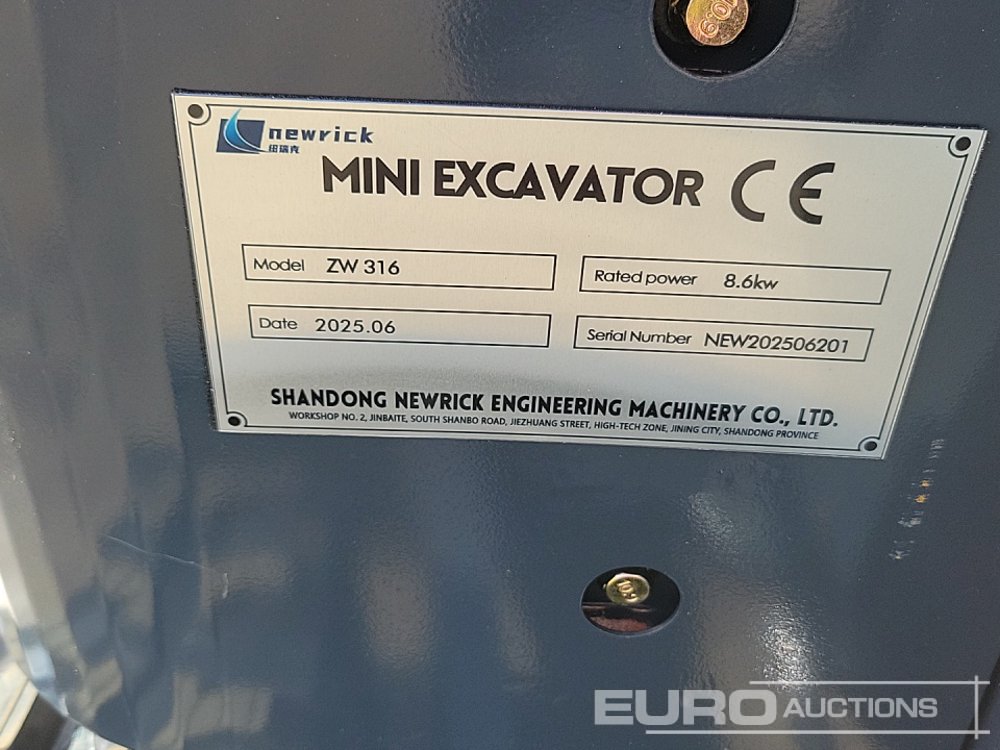 newrick
纽瑞克
MINI EXCAVATOR CE
Model ZW 316
Rated power 8.6kw
Date 2025.06
Serial Number NEW202506201
SHANDONG NEWRICK ENGINEERING MACHINERY CO., LTD.
WORKSHOP NO. 2, JINBAITE, SOUTH SHANBO ROAD, JIEZHUANG STREET, HIGH-TECH ZONE, JINING CITY, SHANDONG PROVINCE
EURO AUCTIONS